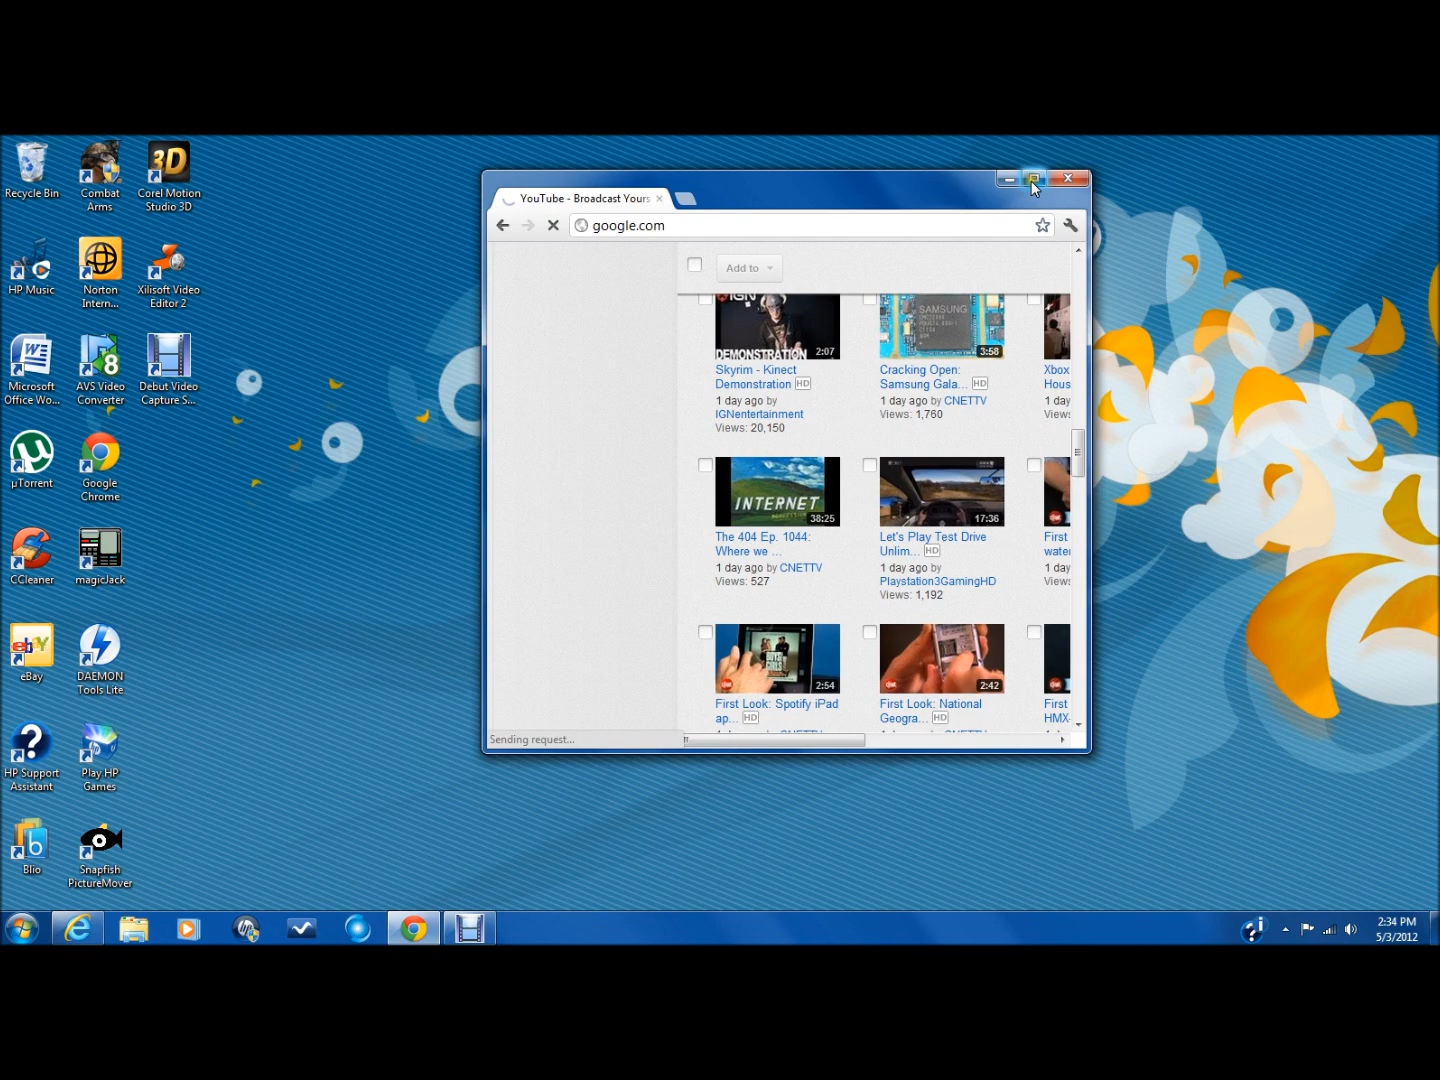 Recycle Bin
Combat
Arms
Corel Motion
Studio 3D
HP Music
Norton
Intern...
Xilisoft Video
Editor 2
Microsoft
Office Wo...
AVS Video
Converter
Debut Video
Capture S...
µTorrent
Google
Chrome
CCleaner
magicJack
eBay
DAEMON
Tools Lite
HP Support
Assistant
Play HP
Games
Blio
Snapfish
PictureMover
YouTube - Broadcast Yours
google.com
Add to
IGN
DEMONSTRATION
2:07
SAMSUNG
3:58
Skyrim - Kinect
Demonstration HD
1 day ago by
IGNentertainment
Views: 20,150
Cracking Open:
Samsung Gala... HD
1 day ago by CNETTV
Views: 1,760
Xbox
Hous
1 day
Views
INTERNET
38:25
17:36
The 404 Ep. 1044:
Where we ...
1 day ago by CNETTV
Views: 527
Let's Play Test Drive
Unlim... HD
1 day ago by
Playstation3GamingHD
Views: 1,192
First
wate
1 day
Views
2:54
2:42
First Look: Spotify iPad
ap... HD
First Look: National
Geogra... HD
First
HMX-
Sending request...
2:34 PM
5/3/2012